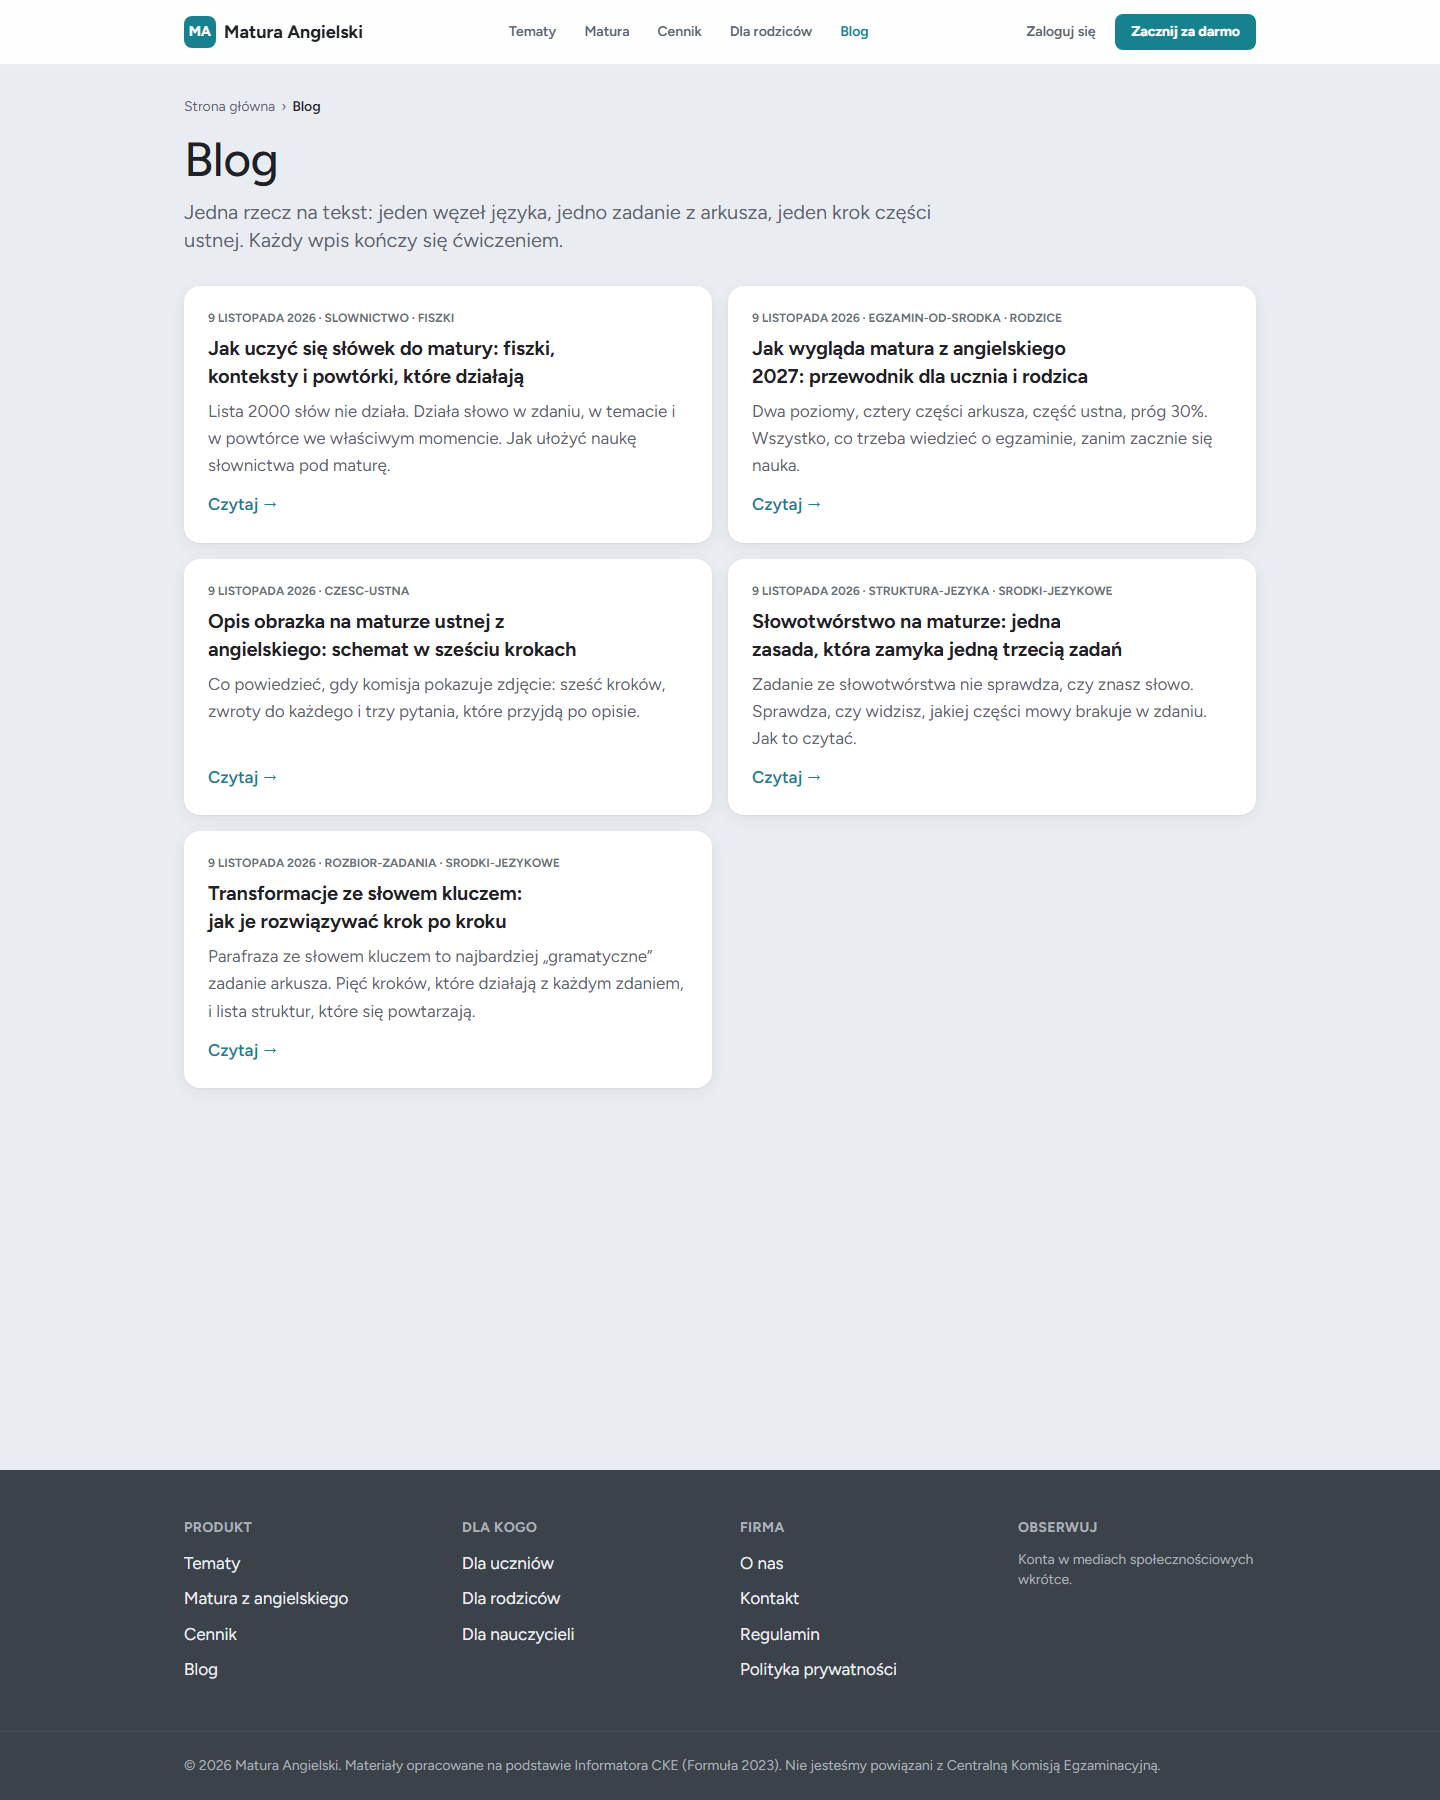 MA Matura Angielski
Tematy Matura Cennik Dla rodziców Blog
Zaloguj się Zacznij za darmo
Strona główna › Blog
Blog
Jedna rzecz na tekst: jeden węzeł języka, jedno zadanie z arkusza, jeden krok części
ustnej. Każdy wpis kończy się ćwiczeniem.
9 LISTOPADA 2026 · SLOWNICTWO · FISZKI
Jak uczyć się słówek do matury: fiszki,
konteksty i powtórki, które działają
Lista 2000 słów nie działa. Działa słowo w zdaniu, w temacie i
w powtórce we właściwym momencie. Jak ułożyć naukę
słownictwa pod maturę.
Czytaj →
9 LISTOPADA 2026 · EGZAMIN-OD-SRODKA · RODZICE
Jak wygląda matura z angielskiego
2027: przewodnik dla ucznia i rodzica
Dwa poziomy, cztery części arkusza, część ustna, próg 30%.
Wszystko, co trzeba wiedzieć o egzaminie, zanim zacznie się
nauka.
Czytaj →
9 LISTOPADA 2026 · CZESC-USTNA
Opis obrazka na maturze ustnej z
angielskiego: schemat w sześciu krokach
Co powiedzieć, gdy komisja pokazuje zdjęcie: sześć kroków,
zwroty do każdego i trzy pytania, które przyjdą po opisie.
Czytaj →
9 LISTOPADA 2026 · STRUKTURA-JEZYKA · SRODKI-JEZYKOWE
Słowotwórstwo na maturze: jedna
zasada, która zamyka jedną trzecią zadań
Zadanie ze słowotwórstwa nie sprawdza, czy znasz słowo.
Sprawdza, czy widzisz, jakiej części mowy brakuje w zdaniu.
Jak to czytać.
Czytaj →
9 LISTOPADA 2026 · ROZBIOR-ZADANIA · SRODKI-JEZYKOWE
Transformacje ze słowem kluczem:
jak je rozwiązywać krok po kroku
Parafraza ze słowem kluczem to najbardziej „gramatyczne”
zadanie arkusza. Pięć kroków, które działają z każdym zdaniem,
i lista struktur, które się powtarzają.
Czytaj →
PRODUKT
Tematy
Matura z angielskiego
Cennik
Blog
DLA KOGO
Dla uczniów
Dla rodziców
Dla nauczycieli
FIRMA
O nas
Kontakt
Regulamin
Polityka prywatności
OBSERWUJ
Konta w mediach społecznościowych
wkrótce.
© 2026 Matura Angielski. Materiały opracowane na podstawie Informatora CKE (Formuła 2023). Nie jesteśmy powiązani z Centralną Komisją Egzaminacyjną.